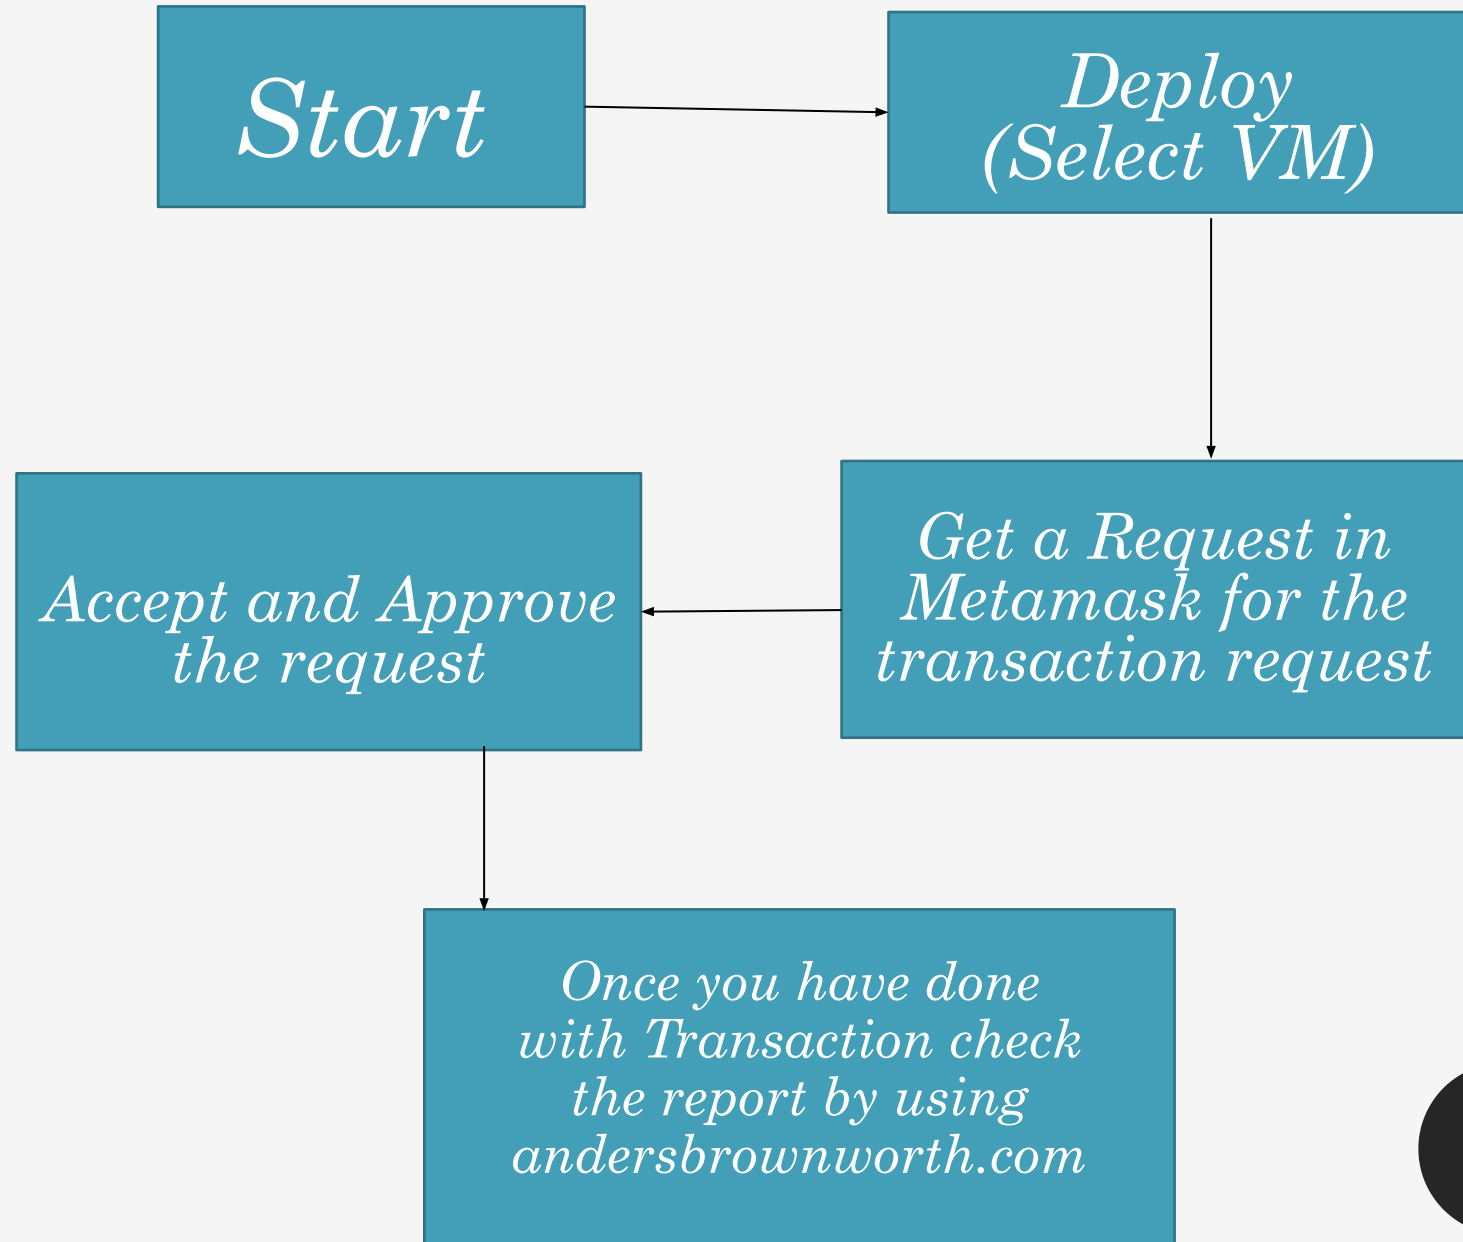 Start
Deploy
(Select VM)
Get a Request in
Metamask for the
transaction request
Accept and Approve
the request
Once you have done
with Transaction check
the report by using
andersbrownworth.com